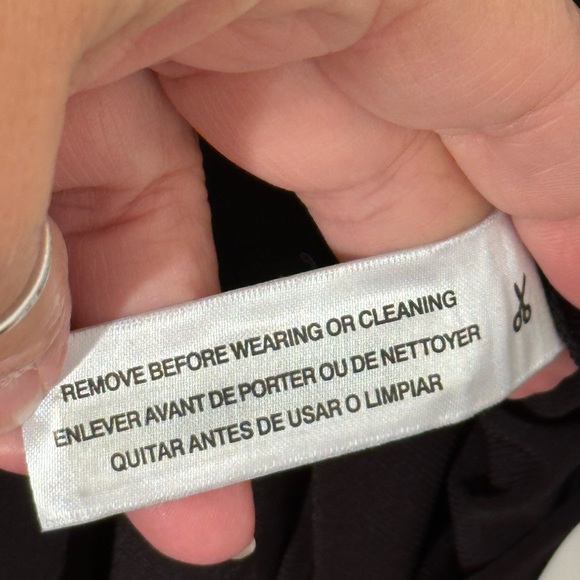 REMOVE BEFORE WEARING OR CLEANING
ENLEVER AVANT DE PORTER OU DE NETTOYER
QUITAR ANTES DE USAR O LIMPIAR